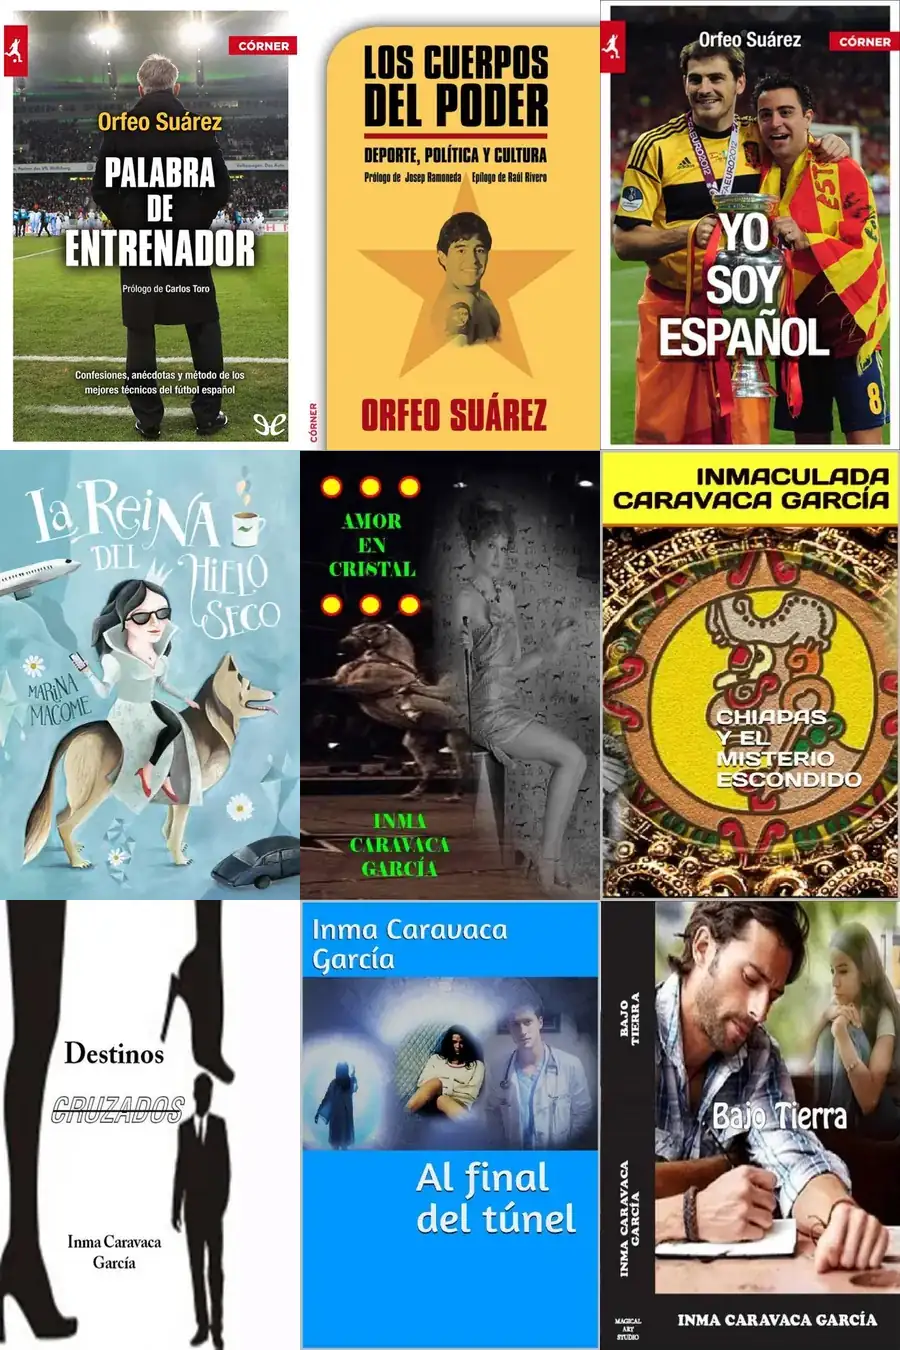 CÓRNER
Orfeo Suárez
PALABRA
DE
ENTRENADOR
Prólogo de Carlos Toro
Confesiones, anécdotas y método de los
mejores técnicos del fútbol español
LOS CUERPOS
DEL PODER
DEPORTE, POLÍTICA Y CULTURA
Prólogo de Josep Ramoneda Epílogo de Raúl Rivero
ORFEO SUÁREZ
CÓRNER
Orfeo Suárez
CÓRNER
YO
SOY
ESPAÑOL
8
La Reina
DEL
HiELO
SECO
MARiNA
MACOME
AMOR
EN
CRISTAL
INMA
CARAVACA
GARCÍA
INMACULADA
CARAVACA GARCÍA
CHIAPAS
Y EL
MISTERIO
ESCONDIDO
Destinos
CRUZADOS
Inma Caravaca
García
Inma Caravaca
García
Al final
del túnel
BAJO
TIERRA
INMA CARAVACA
GARCÍA
MAGICAL
ART
STUDIO
Bajo Tierra
INMA CARAVACA GARCÍA